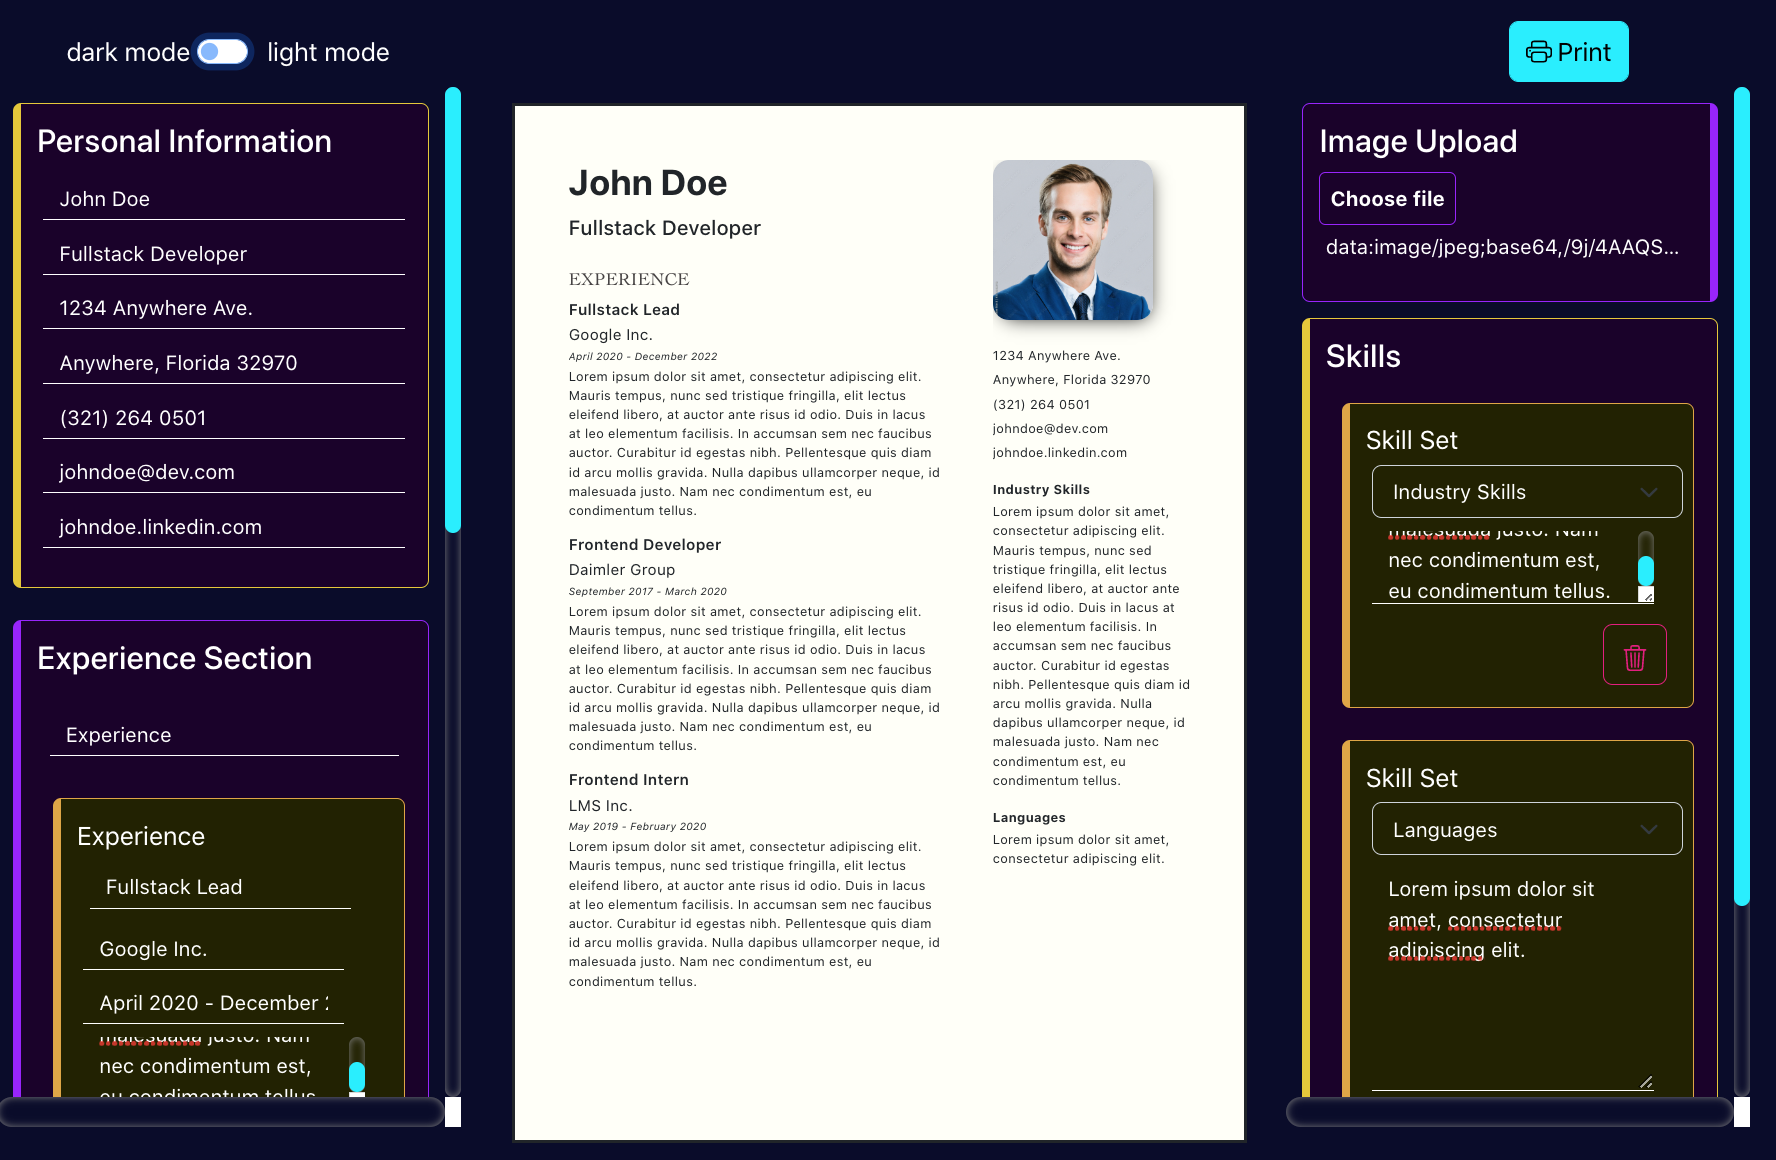 dark mode light mode
Print
Personal Information
John Doe
Fullstack Developer
1234 Anywhere Ave.
Anywhere, Florida 32970
(321) 264 0501
johndoe@dev.com
johndoe.linkedin.com
Experience Section
Experience
Experience
Fullstack Lead
Google Inc.
April 2020 - December
malesuada justo. Nam
nec condimentum est,
eu condimentum tellus
John Doe
Fullstack Developer
EXPERIENCE
Fullstack Lead
Google Inc.
April 2020 - December 2022
Lorem ipsum dolor sit amet, consectetur adipiscing elit.
Mauris tempus, nunc sed tristique fringilla, elit lectus
eleifend libero, at auctor ante risus id odio. Duis in lacus
at leo elementum facilisis. In accumsan sem nec faucibus
auctor. Curabitur id egestas nibh. Pellentesque quis diam
id arcu mollis gravida. Nulla dapibus ullamcorper neque, id
malesuada justo. Nam nec condimentum est, eu
condimentum tellus.
Frontend Developer
Daimler Group
September 2017 - March 2020
Lorem ipsum dolor sit amet, consectetur adipiscing elit.
Mauris tempus, nunc sed tristique fringilla, elit lectus
eleifend libero, at auctor ante risus id odio. Duis in lacus
at leo elementum facilisis. In accumsan sem nec faucibus
auctor. Curabitur id egestas nibh. Pellentesque quis diam
id arcu mollis gravida. Nulla dapibus ullamcorper neque, id
malesuada justo. Nam nec condimentum est, eu
condimentum tellus.
Frontend Intern
LMS Inc.
May 2019 - February 2020
Lorem ipsum dolor sit amet, consectetur adipiscing elit.
Mauris tempus, nunc sed tristique fringilla, elit lectus
eleifend libero, at auctor ante risus id odio. Duis in lacus
at leo elementum facilisis. In accumsan sem nec faucibus
auctor. Curabitur id egestas nibh. Pellentesque quis diam
id arcu mollis gravida. Nulla dapibus ullamcorper neque, id
malesuada justo. Nam nec condimentum est, eu
condimentum tellus.
1234 Anywhere Ave.
Anywhere, Florida 32970
(321) 264 0501
johndoe@dev.com
johndoe.linkedin.com
Industry Skills
Lorem ipsum dolor sit amet,
consectetur adipiscing elit.
Mauris tempus, nunc sed
tristique fringilla, elit lectus
eleifend libero, at auctor ante
risus id odio. Duis in lacus at
leo elementum facilisis. In
accumsan sem nec faucibus
auctor. Curabitur id egestas
nibh. Pellentesque quis diam id
arcu mollis gravida. Nulla
dapibus ullamcorper neque, id
malesuada justo. Nam nec
condimentum est, eu
condimentum tellus.
Languages
Lorem ipsum dolor sit amet,
consectetur adipiscing elit.
Image Upload
Choose file
data:image/jpeg;base64,/9j/4AAQS...
Skills
Skill Set
Industry Skills
malesuada justo. Nam
nec condimentum est,
eu condimentum tellus.
Skill Set
Languages
Lorem ipsum dolor sit
amet, consectetur
adipiscing elit.